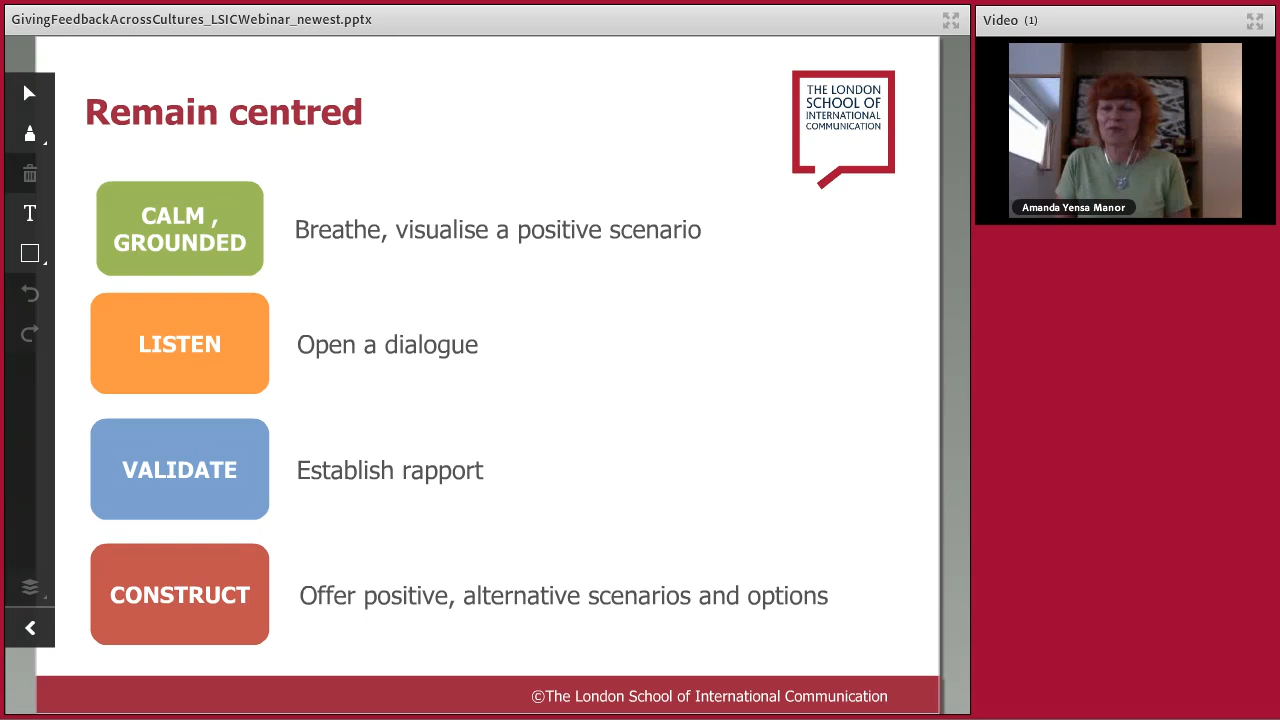 GivingFeedbackAcrossCultures_LSICWebinar_newest.pptx
Video (1)
Remain centred
THE LONDON
SCHOOL OF
INTERNATIONAL
COMMUNICATION
Amanda Yensa Manor
CALM ,
GROUNDED
Breathe, visualise a positive scenario
LISTEN
Open a dialogue
VALIDATE
Establish rapport
CONSTRUCT
Offer positive, alternative scenarios and options
©The London School of International Communication
T